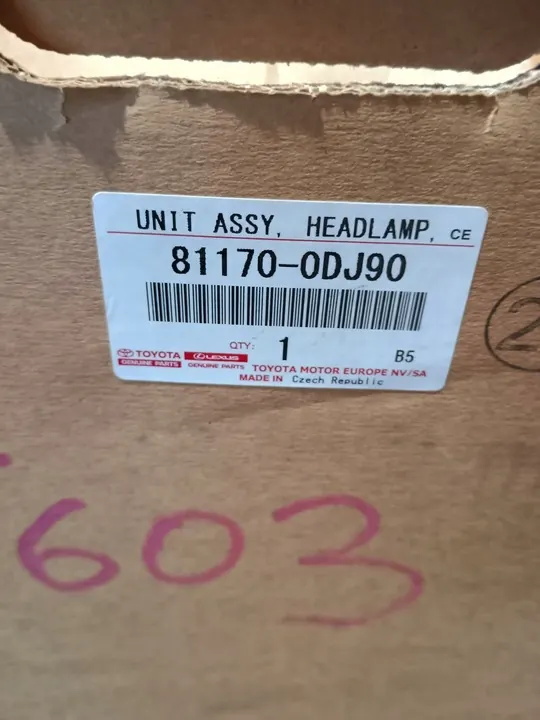 UNIT ASSY, HEADLAMP, CE
81170-0DJ90
QTY: 1 B5
TOYOTA LEXUS
GENUINE PARTS GENUINE PARTS TOYOTA MOTOR EUROPE NV/SA
MADE IN Czech Republic
2
603